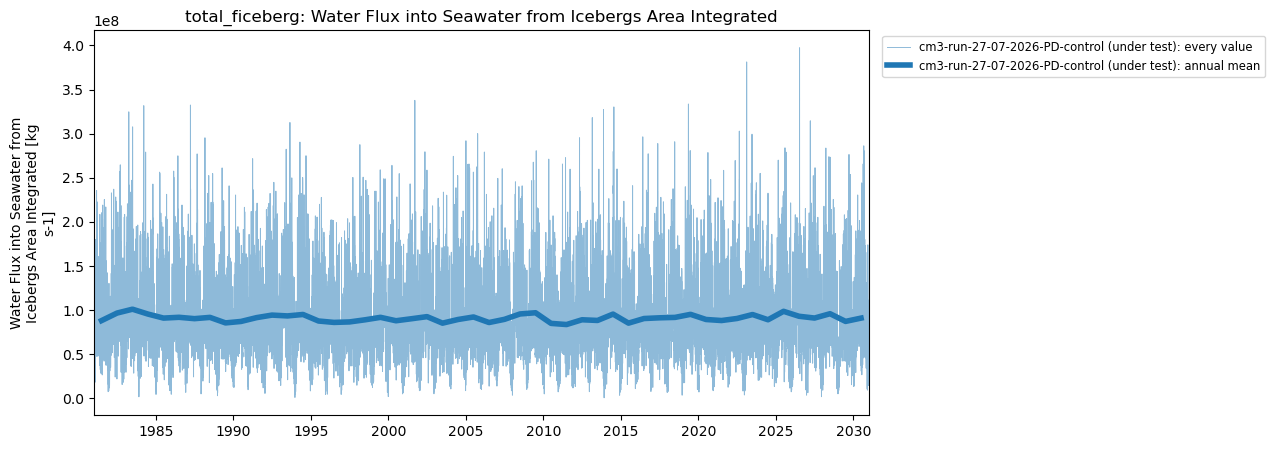 total_ficeberg: Water Flux into Seawater from Icebergs Area Integrated
1e8
4.0
3.5
3.0
2.5
2.0
1.5
1.0
0.5
0.0
Water Flux into Seawater from
Icebergs Area Integrated [kg
s-1]
1985 1990 1995 2000 2005 2010 2015 2020 2025 2030
cm3-run-27-07-2026-PD-control (under test): every value
cm3-run-27-07-2026-PD-control (under test): annual mean